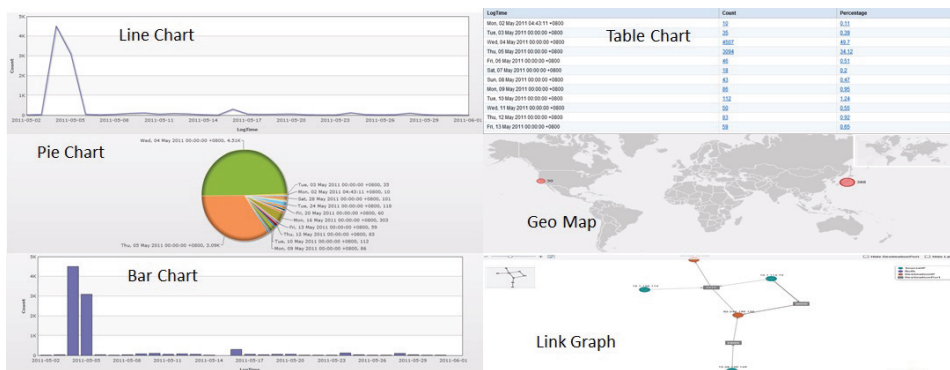 5K
4K
3K
2K
1K
0
Count
Line Chart
2011-05-02 2011-05-05 2011-05-08 2011-05-11 2011-05-14 2011-05-17 2011-05-20 2011-05-23 2011-05-26 2011-06-01
LogTime
LogTime Count Percentage
Mon, 02 May 2011 04:43:11 +0800 10 0.11
Tue, 03 May 2011 00:00:00 +0800 35 0.39
Wed, 04 May 2011 00:00:00 +0800 4507 49.7
Thu, 05 May 2011 00:00:00 +0800 3094 34.12
Fri, 06 May 2011 00:00:00 +0800 46 0.51
Sat, 07 May 2011 00:00:00 +0800 18 0.2
Sun, 08 May 2011 00:00:00 +0800 43 0.47
Mon, 09 May 2011 00:00:00 +0800 86 0.95
Tue, 10 May 2011 00:00:00 +0800 112 1.24
Wed, 11 May 2011 00:00:00 +0800 50 0.55
Thu, 12 May 2011 00:00:00 +0800 83 0.92
Fri, 13 May 2011 00:00:00 +0800 59 0.65
Table Chart
Pie Chart
Wed, 04 May 2011 00:00:00 +0800, 4,514
Tue, 03 May 2011 00:00:00 +0800, 35
Mon, 02 May 2011 04:43:11 +0800, 10
Sat, 28 May 2011 00:00:00 +0800, 101
Tue, 24 May 2011 00:00:00 +0800, 118
Fri, 20 May 2011 00:00:00 +0800, 60
Mon, 16 May 2011 00:00:00 +0800, 303
Fri, 13 May 2011 00:00:00 +0800, 59
Thu, 12 May 2011 00:00:00 +0800, 83
Tue, 10 May 2011 00:00:00 +0800, 112
Mon, 09 May 2011 00:00:00 +0800, 86
Thu, 05 May 2011 00:00:00 +0800, 3,096
Geo Map
Bar Chart
5K
4K
3K
2K
1K
0
Count
2011-05-02 2011-05-05 2011-05-08 2011-05-11 2011-05-14 2011-05-17 2011-05-20 2011-05-23 2011-05-26 2011-06-01
LogTime
Link Graph